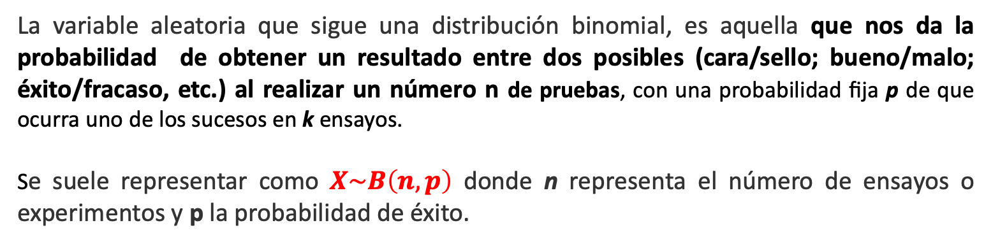 La variable aleatoria que sigue una distribución binomial, es aquella que nos da la
probabilidad de obtener un resultado entre dos posibles (cara/sello; bueno/malo;
éxito/fracaso, etc.) al realizar un número n de pruebas, con una probabilidad fija p de que
ocurra uno de los sucesos en k ensayos.
Se suele representar como X~B(n,p) donde n representa el número de ensayos o
experimentos y p la probabilidad de éxito.